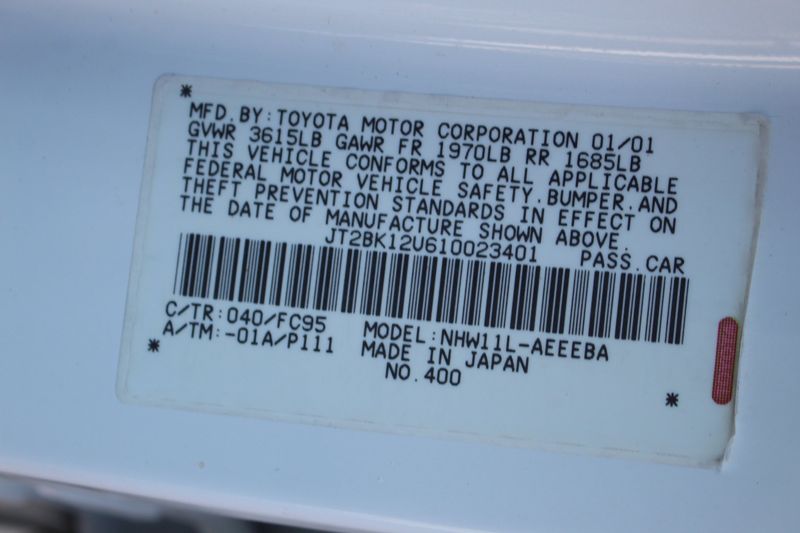 *
MFD.BY:TOYOTA MOTOR CORPORATION 01/01
GVWR 3615LB GAWR FR 1970LB RR 1685LB
THIS VEHICLE CONFORMS TO ALL APPLICABLE
FEDERAL MOTOR VEHICLE SAFETY,BUMPER,AND
THEFT PREVENTION STANDARDS IN EFFECT ON
THE DATE OF MANUFACTURE SHOWN ABOVE.
JT2BK12U610023401 PASS.CAR
C/TR:040/FC95 MODEL:NHW11L-AEEEBA
A/TM:-01A/P111 MADE IN JAPAN
* NO.400 *